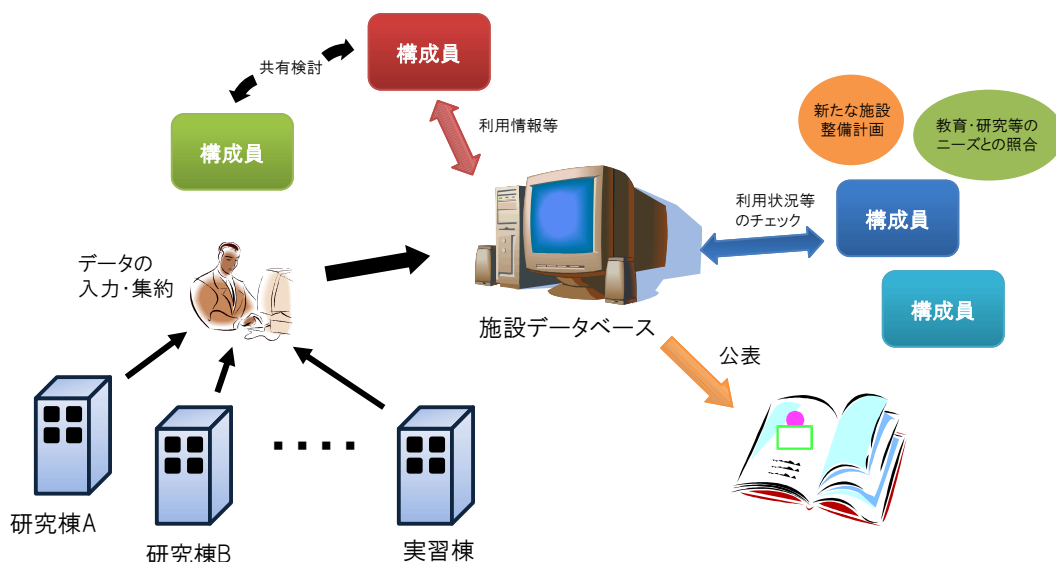 構成員
共有検討
構成員
利用情報等
新たな施設
整備計画
教育・研究等の
ニーズとの照合
利用状況等
のチェック
構成員
構成員
データの
入力・集約
施設データベース
公表
研究棟A
研究棟B
実習棟